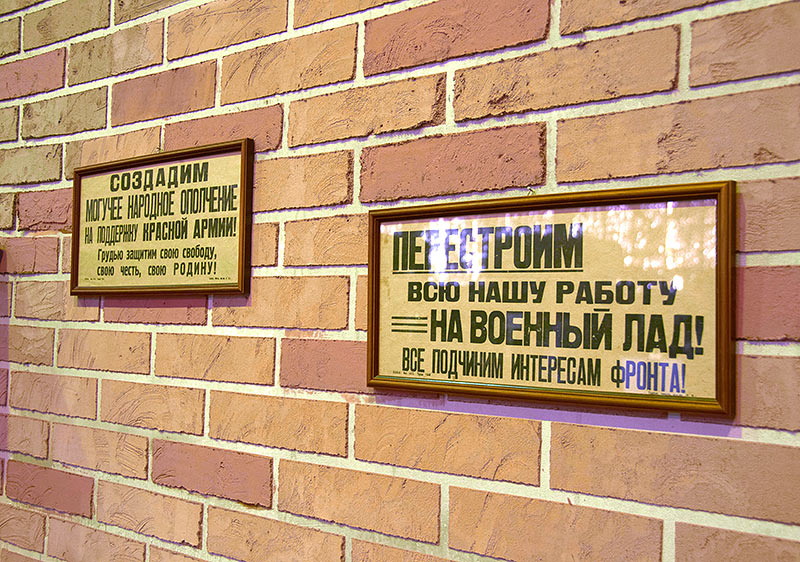 СОЗДАДИМ
МОГУЧЕЕ НАРОДНОЕ ОПОЛЧЕНИЕ
НА ПОДДЕРЖКУ КРАСНОЙ АРМИИ!
Грудью защитим свою свободу,
свою честь, свою РОДИНУ!
ПЕРЕСТРОИМ
ВСЮ НАШУ РАБОТУ
НА ВОЕННЫЙ ЛАД!
ВСЕ ПОДЧИНИМ ИНТЕРЕСАМ фРОНТА!